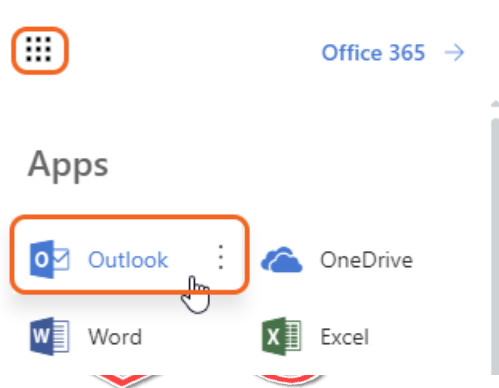 Office 365 →
Apps
Outlook
OneDrive
Word
Excel